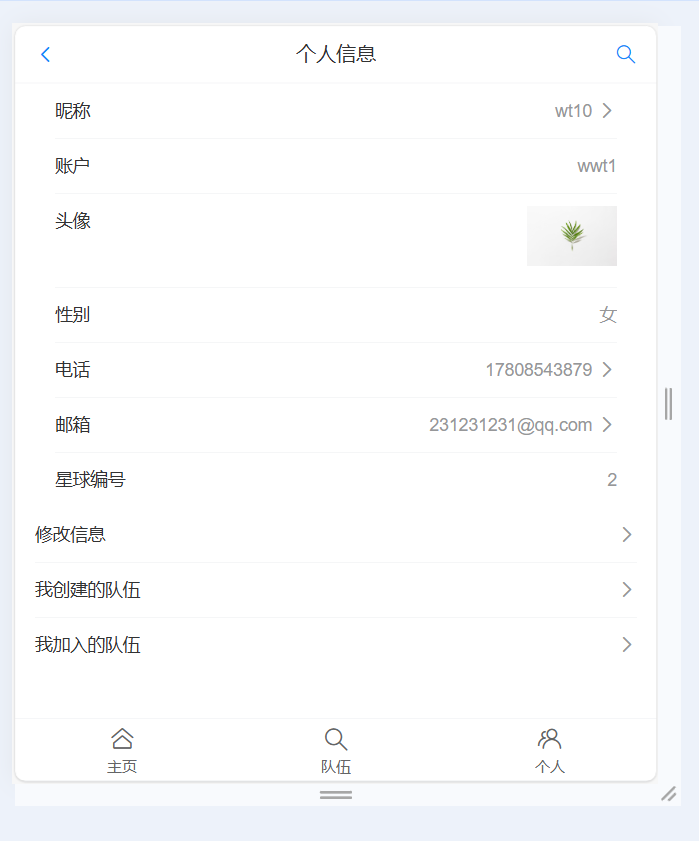 个人信息
昵称 wt10
账户 wwt1
头像
性别 女
电话 17808543879
邮箱 231231231@qq.com
星球编号 2
修改信息
我创建的队伍
我加入的队伍
主页 队伍 个人